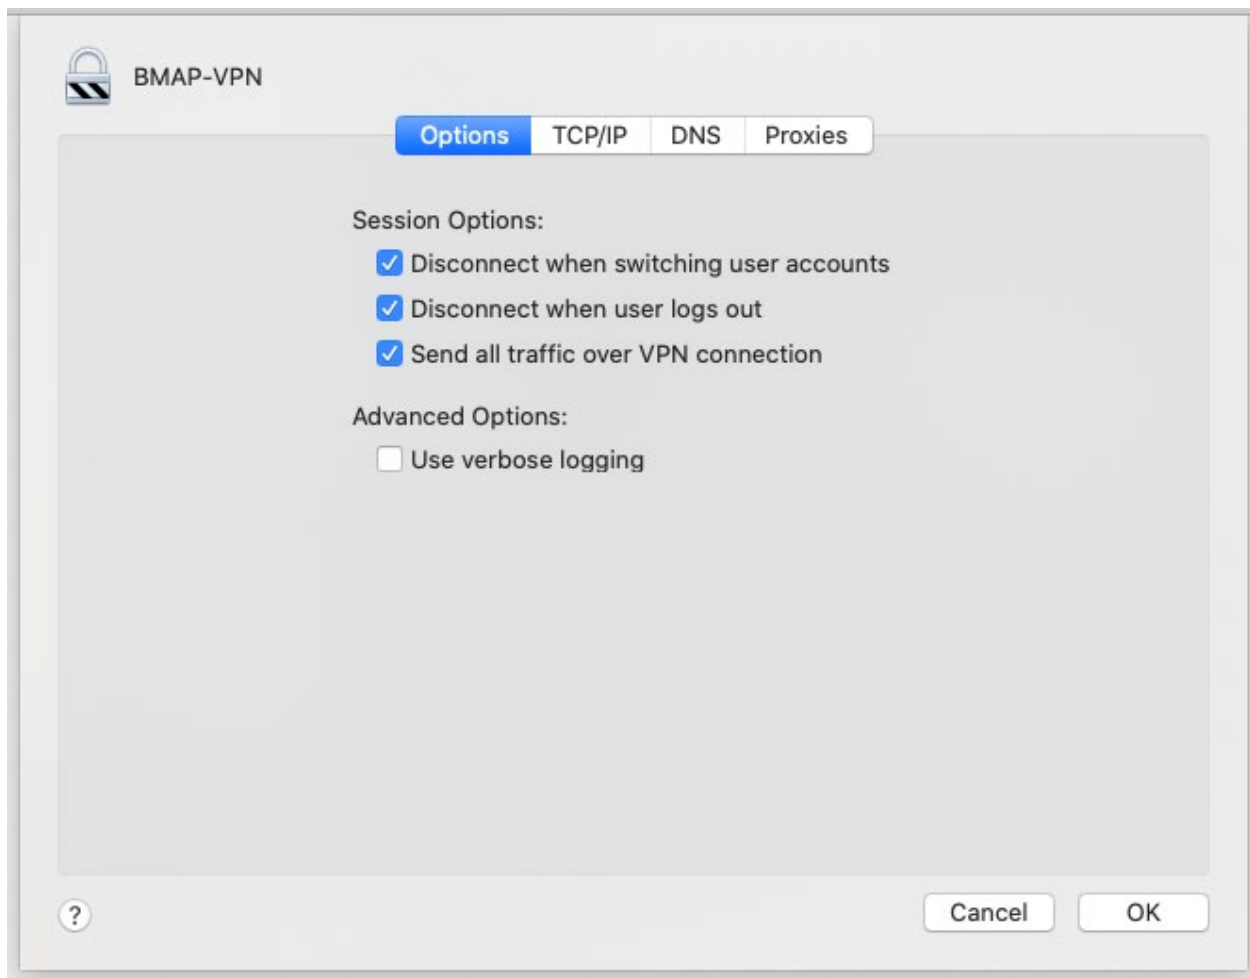 BMAP-VPN
Options TCP/IP DNS Proxies
Session Options:
Disconnect when switching user accounts
Disconnect when user logs out
Send all traffic over VPN connection
Advanced Options:
Use verbose logging
? Cancel OK